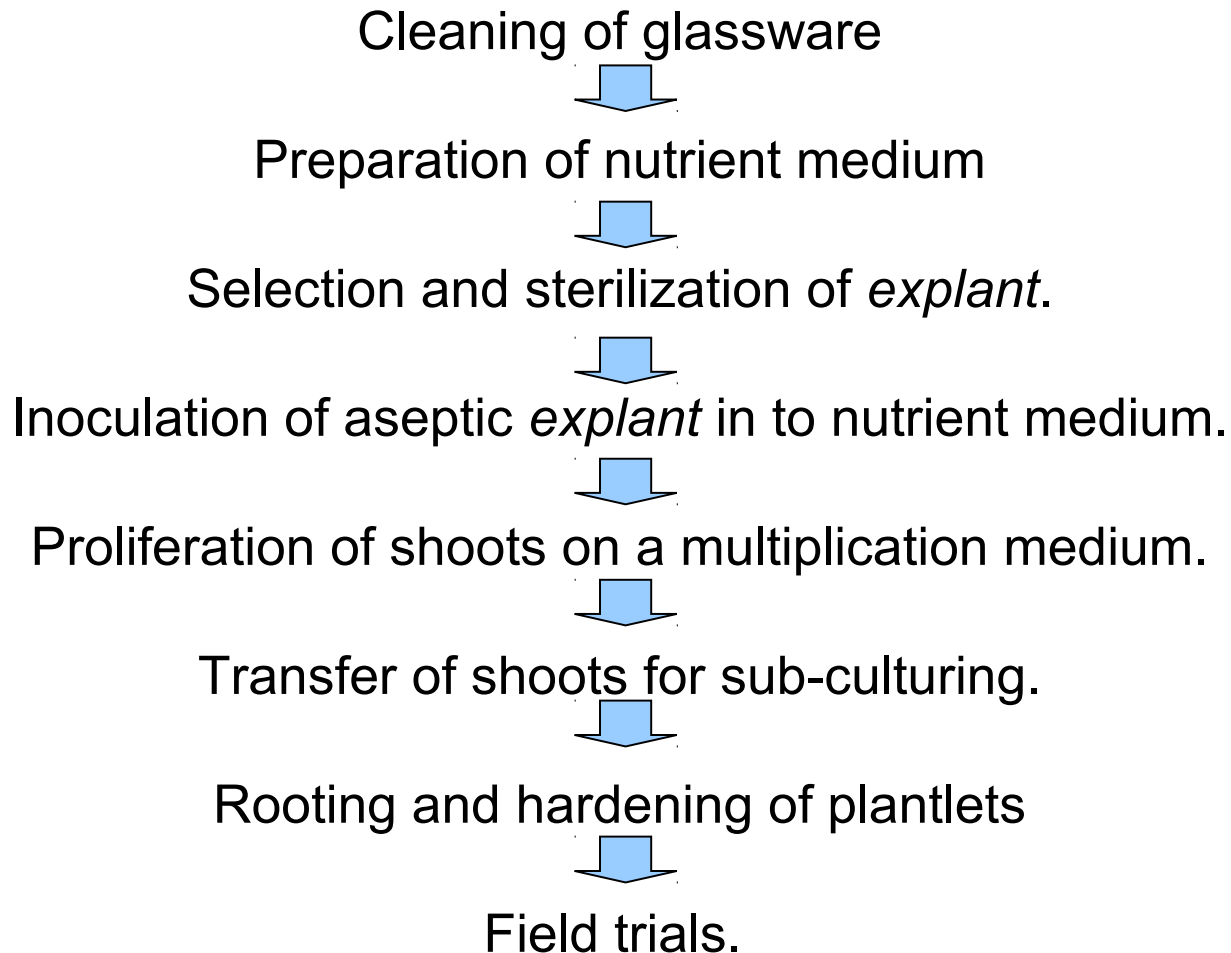 Cleaning of glassware
Preparation of nutrient medium
Selection and sterilization of explant.
Inoculation of aseptic explant in to nutrient medium.
Proliferation of shoots on a multiplication medium.
Transfer of shoots for sub-culturing.
Rooting and hardening of plantlets
Field trials.